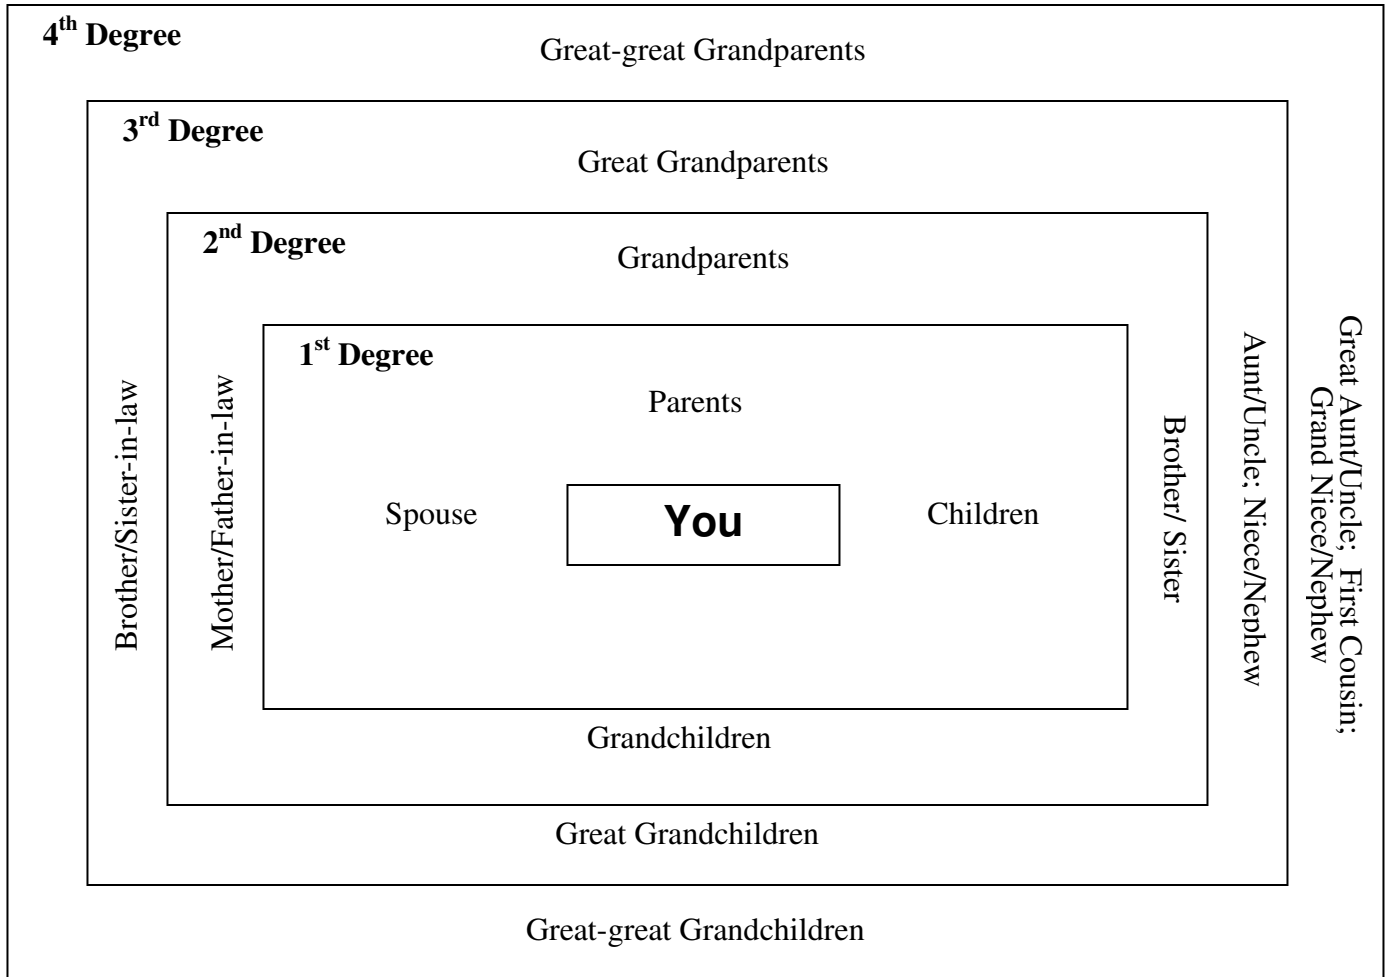 4th Degree
Great-great Grandparents
3rd Degree
Great Grandparents
2nd Degree
Grandparents
1st Degree
Parents
Spouse
You
Children
Brother/Sister-in-law
Mother/Father-in-law
Brother/ Sister
Aunt/Uncle; Niece/Nephew
Great Aunt/Uncle; First Cousin;
Grand Niece/Nephew
Grandchildren
Great Grandchildren
Great-great Grandchildren